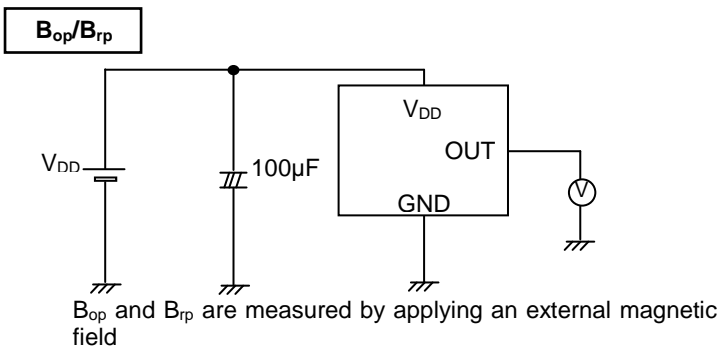 Bop/Brp
VDD
VDD
100µF
OUT
V
GND
Bop and Brp are measured by applying an external magnetic
field